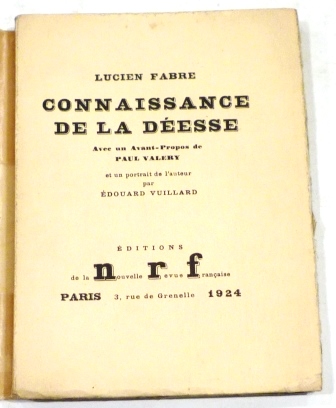 LUCIEN FABRE
CONNAISSANCE
DE LA DÉESSE
Avec un Avant-Propos de
PAUL VALERY
et un portrait de l'auteur
par
ÉDOUARD VUILLARD
ÉDITIONS
de la nouvelle revue française
PARIS 3, rue de Grenelle 1924